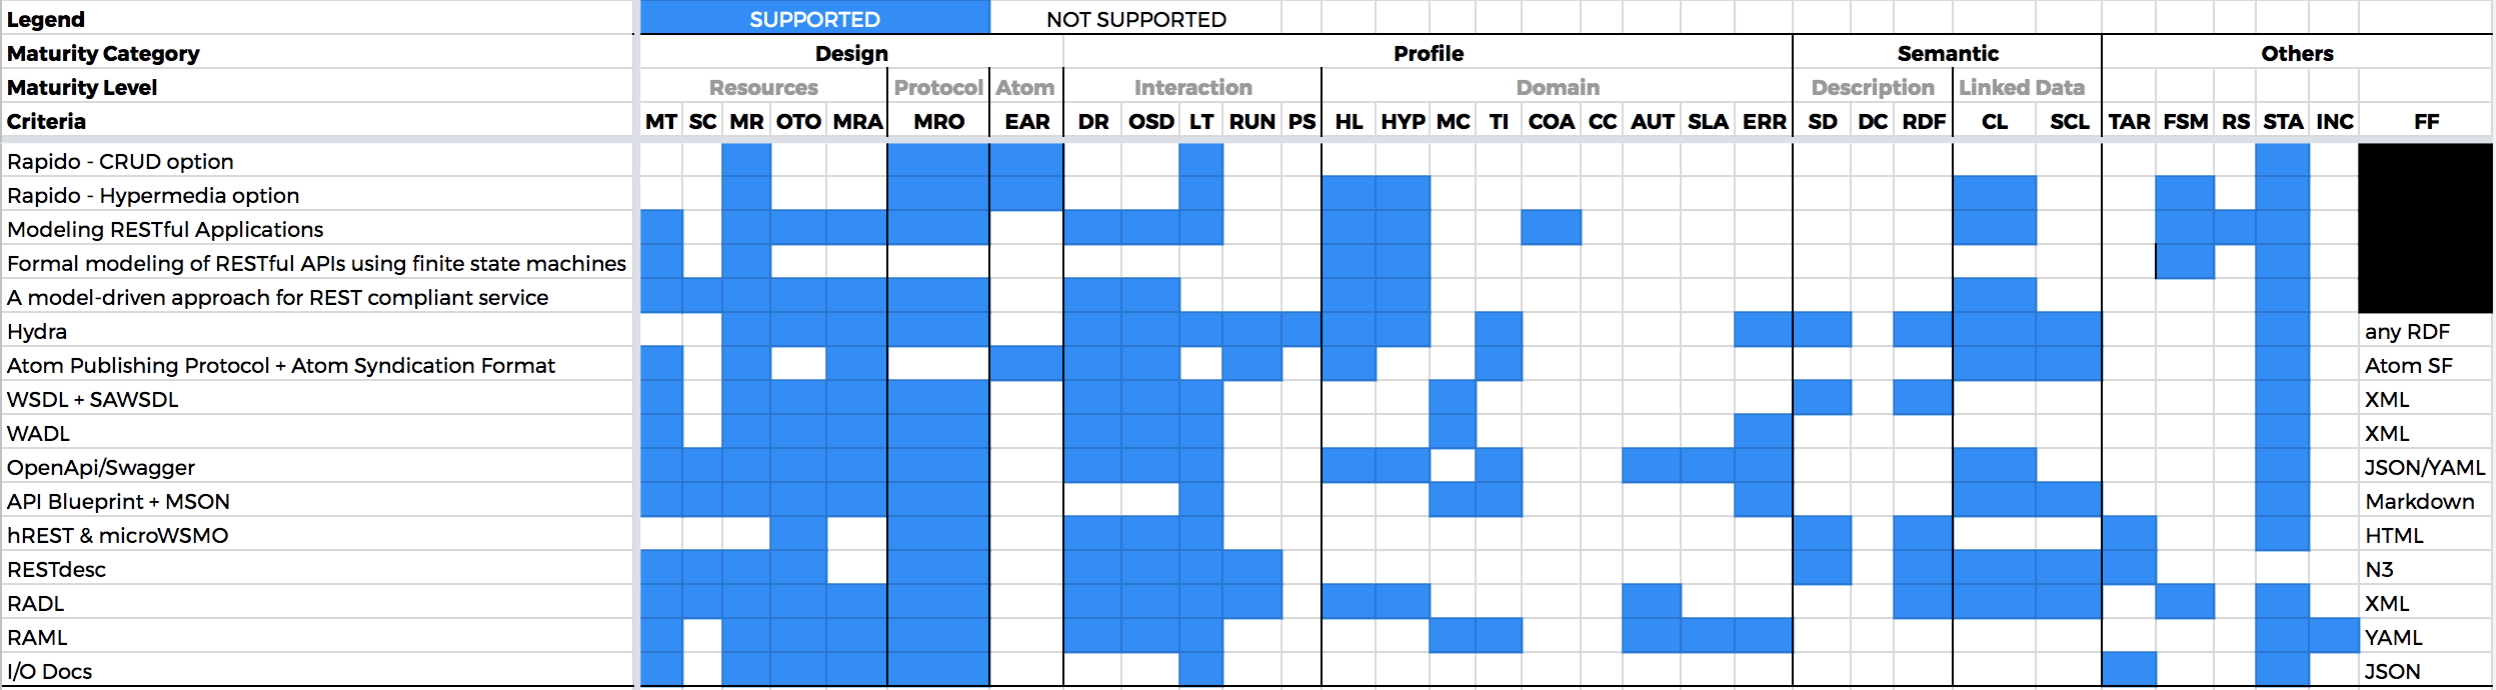 Legend SUPPORTED NOT SUPPORTED
Maturity Category Design Profile Semantic Others
Maturity Level Resources Protocol Atom Interaction Domain Description Linked Data
Criteria MT SC MR OTO MRA MRO EAR DR OSD LT RUN PS HL HYP MC TI COA CC AUT SLA ERR SD DC RDF CL SCL TAR FSM RS STA INC FF
Rapido - CRUD option
Rapido - Hypermedia option
Modeling RESTful Applications
Formal modeling of RESTful APIs using finite state machines
A model-driven approach for REST compliant service
Hydra any RDF
Atom Publishing Protocol + Atom Syndication Format Atom SF
WSDL + SAWSDL XML
WADL XML
OpenApi/Swagger JSON/YAML
API Blueprint + MSON Markdown
hREST & microWSMO HTML
RESTdesc N3
RADL XML
RAML YAML
I/O Docs JSON